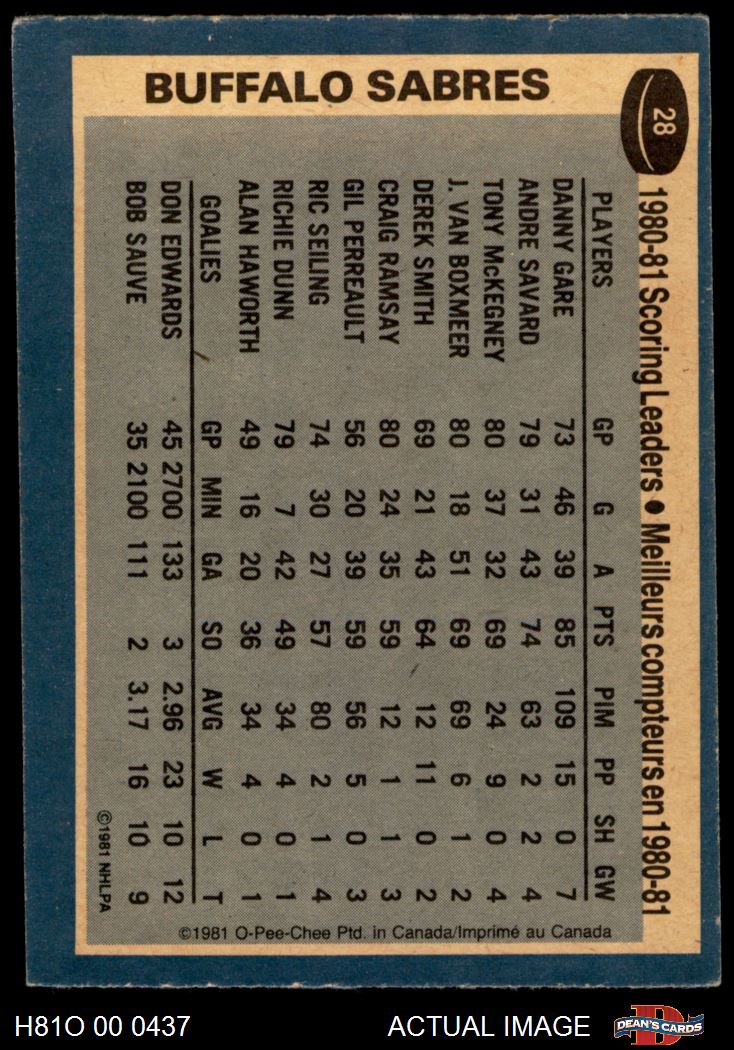 BUFFALO SABRES
28
1980-81 Scoring Leaders • Meilleurs compteurs en 1980-81
PLAYERS GP G A PTS PIM PP SH GW
DANNY GARE 73 46 39 85 109 15 0 7
ANDRE SAVARD 79 31 43 74 63 2 2 4
TONY McKEGNEY 80 37 32 69 24 9 0 4
J. VAN BOXMEER 80 18 51 69 69 6 1 2
DEREK SMITH 69 21 43 64 12 11 0 2
CRAIG RAMSAY 80 24 35 59 12 1 1 3
GIL PERREAULT 56 20 39 59 56 5 0 3
RIC SEILING 74 30 27 57 80 2 1 4
RICHIE DUNN 79 7 42 49 34 4 0 1
ALAN HAWORTH 49 16 20 36 34 4 0 1
GOALIES GP MIN GA SO AVG W L T
DON EDWARDS 45 2700 133 3 2.96 23 10 12
BOB SAUVE 35 2100 111 2 3.17 16 10 9
©1981 NHLPA
©1981 O-Pee-Chee Ptd. in Canada/Imprimé au Canada
H81O 00 0437 ACTUAL IMAGE DEAN'S CARDS